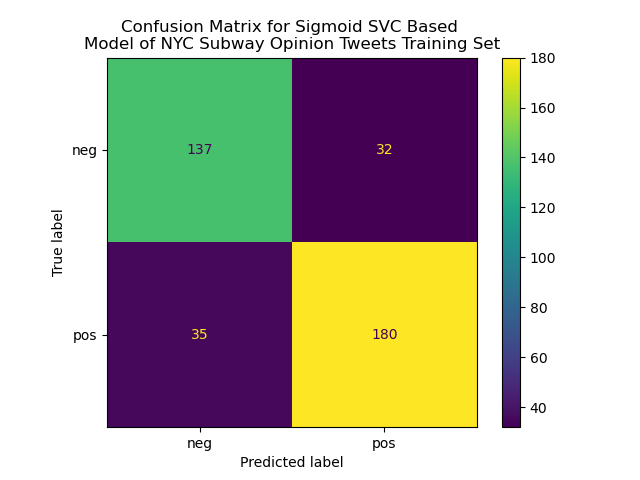 Confusion Matrix for Sigmoid SVC Based
Model of NYC Subway Opinion Tweets Training Set
180
160
140
120
100
80
60
40
True label
neg
137
32
pos
35
180
neg
pos
Predicted label